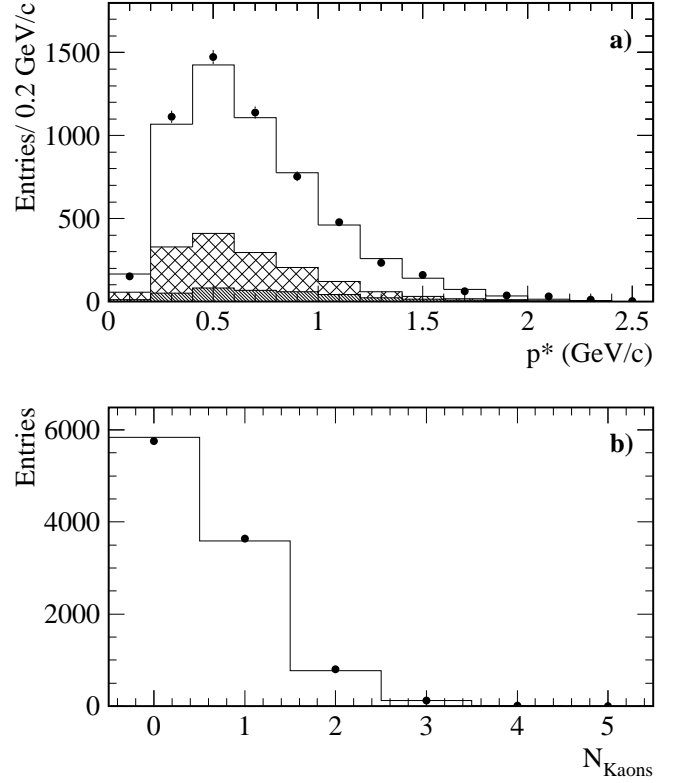 a)
Entries/ 0.2 GeV/c
1500
1000
500
0
0 0.5 1 1.5 2 2.5
p* (GeV/c)
b)
Entries
6000
4000
2000
0
0 1 2 3 4 5
N_Kaons